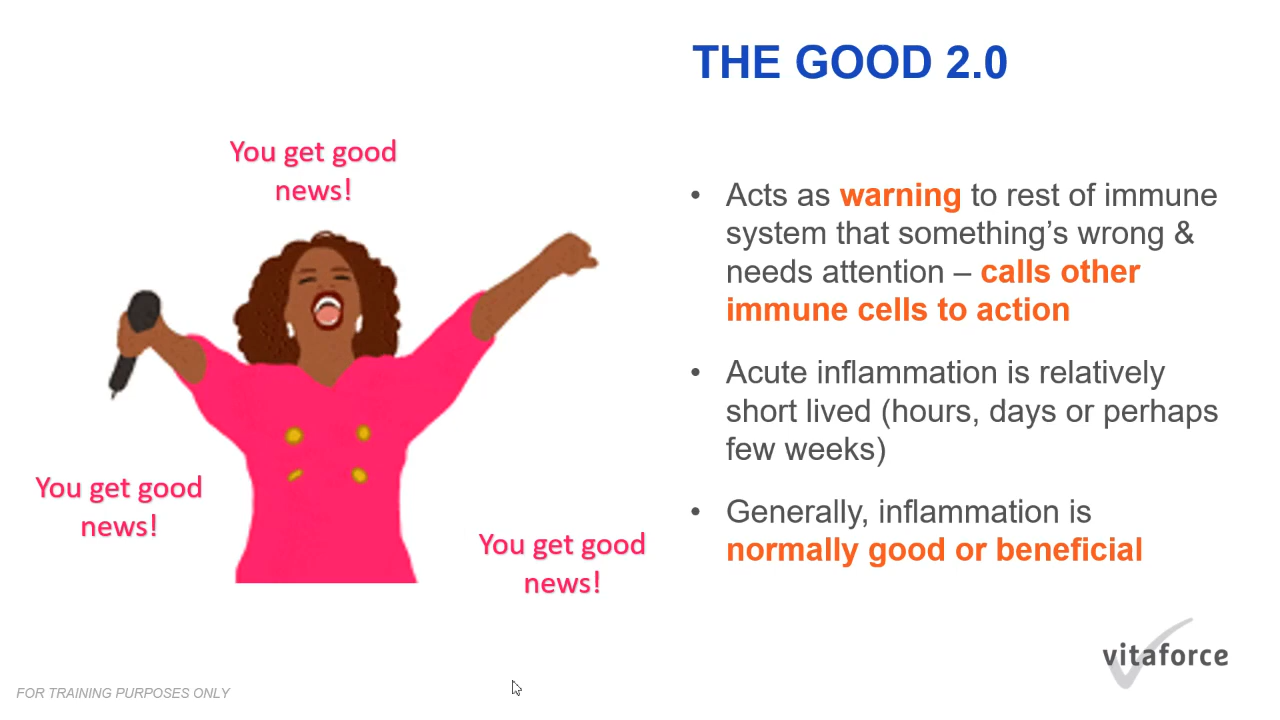 THE GOOD 2.0
You get good
news!
You get good
news!
You get good
news!
• Acts as warning to rest of immune
system that something's wrong &
needs attention – calls other
immune cells to action
• Acute inflammation is relatively
short lived (hours, days or perhaps
few weeks)
• Generally, inflammation is
normally good or beneficial
vitaforce
FOR TRAINING PURPOSES ONLY